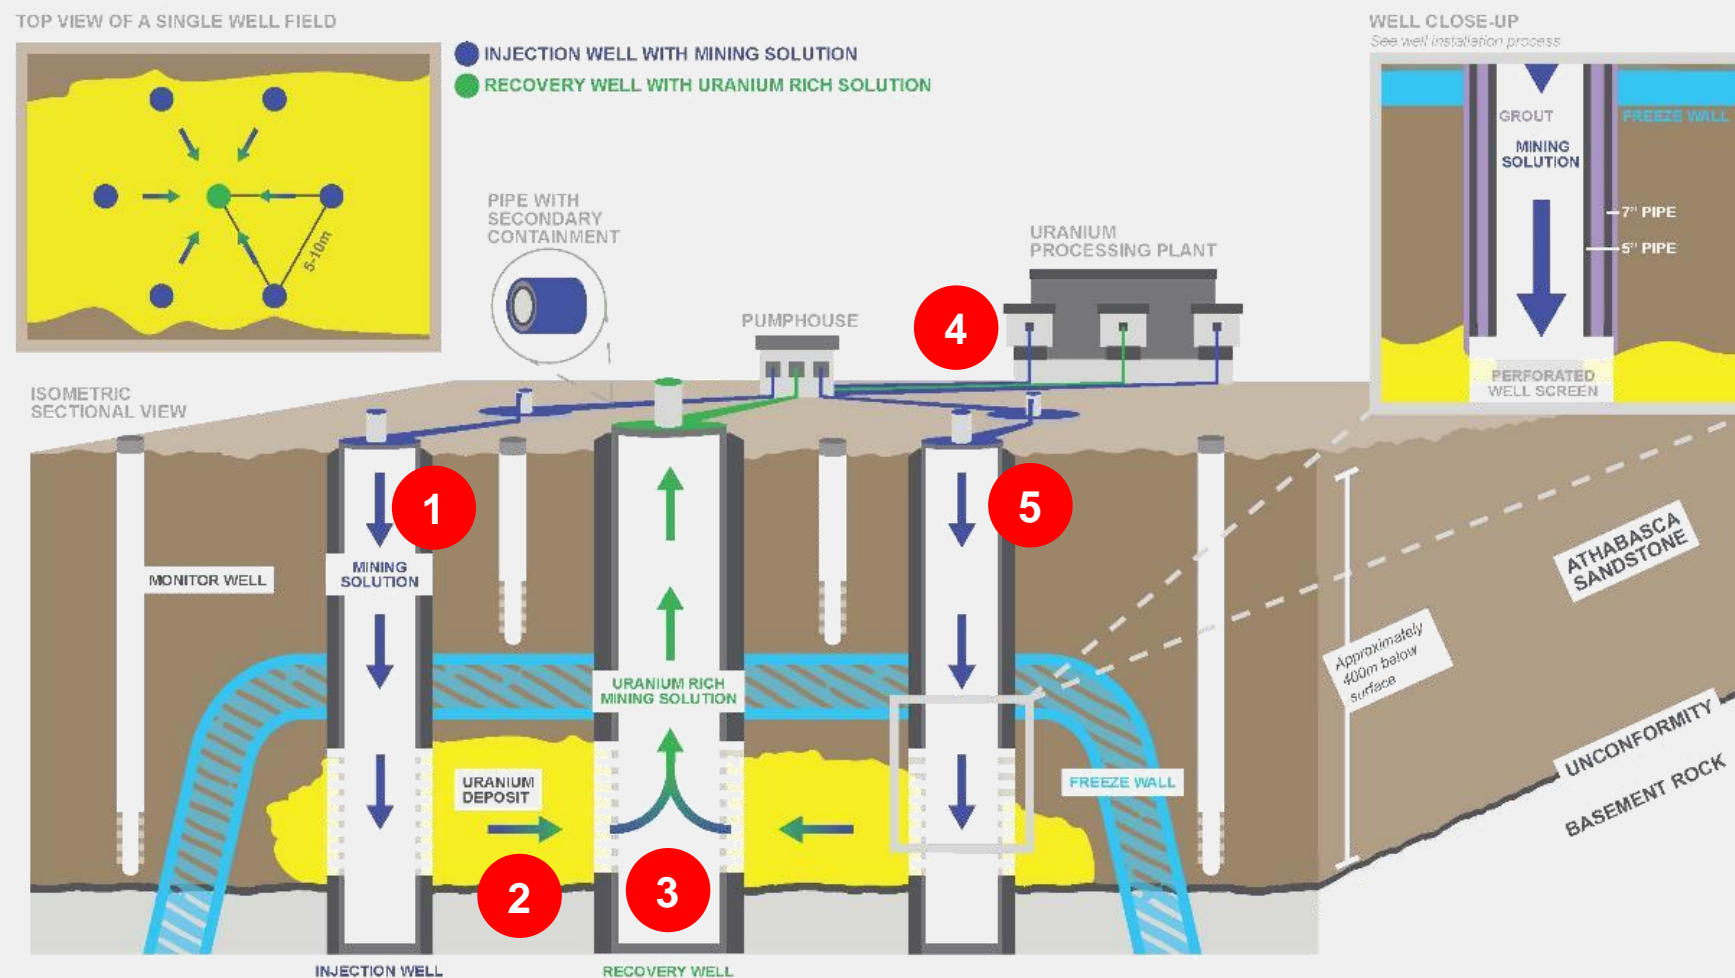 TOP VIEW OF A SINGLE WELL FIELD
INJECTION WELL WITH MINING SOLUTION
RECOVERY WELL WITH URANIUM RICH SOLUTION
5-10m
WELL CLOSE-UP
See well installation process
GROUT
FREEZE WALL
MINING
SOLUTION
7" PIPE
5" PIPE
PERFORATED
WELL SCREEN
PIPE WITH
SECONDARY
CONTAINMENT
URANIUM
PROCESSING PLANT
PUMPHOUSE
4
ISOMETRIC
SECTIONAL VIEW
1
5
MONITOR WELL
MINING
SOLUTION
ATHABASCA
SANDSTONE
Approximately
400m below
surface
URANIUM RICH
MINING SOLUTION
UNCONFORMITY
BASEMENT ROCK
URANIUM
DEPOSIT
FREEZE WALL
2
3
INJECTION WELL
RECOVERY WELL